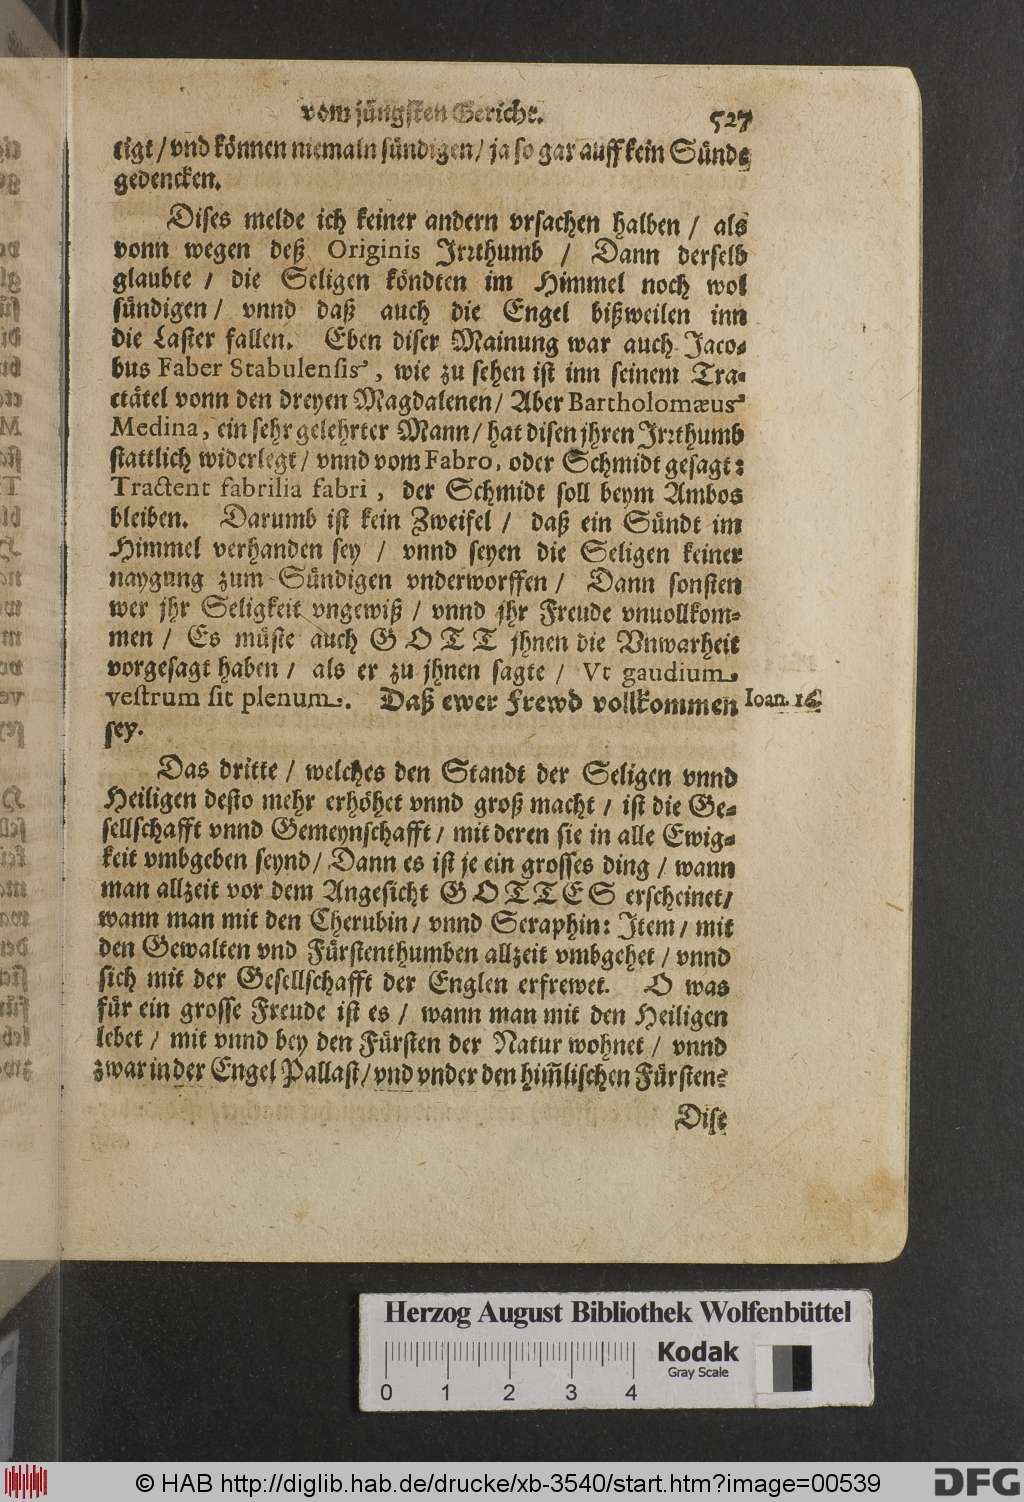 vom jüngsten Gericht. 527
tigt / vnd können niemaln sündigen / ja so gar auff kein Sünde
gedencken.
Dises melde ich keiner andern vrsachen halben / als
vonn wegen deß Originis Jrrthumb / Dann derselb
glaubte / die Seligen köndten im Himmel noch wol
sündigen / vnnd daß auch die Engel bißweilen inn
die Laster fallen. Eben diser Mainung war auch Jaco-
bus Faber Stabulensis, wie zu sehen ist inn seinem Tra-
ctätel vonn den dreyen Magdalenen / Aber Bartholomæus
Medina, ein sehr gelehrter Mann / hat disen jhren Jrrthumb
stattlich widerlegt / vnnd vom Fabro, oder Schmidt gesagt:
Tractent fabrilia fabri, der Schmidt soll beym Ambos
bleiben. Darumb ist kein Zweifel / daß ein Sündt im
Himmel verhanden sey / vnnd seyen die Seligen keiner
naygung zum Sündigen vnderworffen / Dann sonsten
wer jhr Seligkeit vngewiß / vnnd jhr Freude vnuollkom-
men / Es müste auch GOTT jhnen die Vnwarheit
vorgesagt haben / als er zu jhnen sagte / Vt gaudium
vestrum sit plenum. Daß ewer Frewd vollkommen
Ioan. 16.
sey.
Das dritte / welches den Standt der Seligen vnnd
Heiligen desto mehr erhöhet vnnd groß macht / ist die Ge-
sellschafft vnnd Gemeynschafft / mit deren sie in alle Ewig-
keit vmbgeben seynd / Dann es ist je ein grosses ding / wann
man allzeit vor dem Angesicht GOTTES erscheinet /
wann man mit den Cherubin / vnnd Seraphin: Jtem / mit
den Gewalten vnd Fürstenthumben allzeit vmbgehet / vnnd
sich mit der Gesellschafft der Englen erfrewet. O was
für ein grosse Freude ist es / wann man mit den Heiligen
lebet / mit vnnd bey den Fürsten der Natur wohnet / vnnd
zwar in der Engel Pallast / vnd vnder den him̃lischen Fürsten?
Dise
Herzog August Bibliothek Wolfenbüttel
Kodak
Gray Scale
0 1 2 3 4
© HAB http://diglib.hab.de/drucke/xb-3540/start.htm?image=00539
DFG